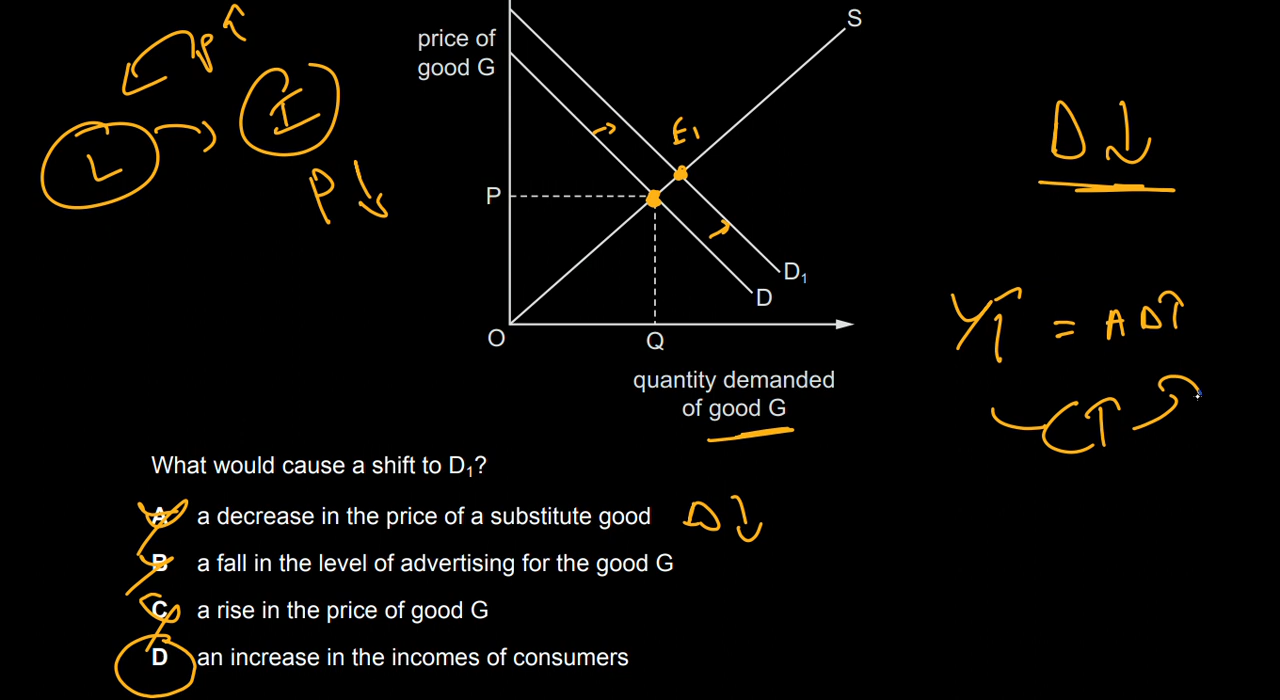 P↑
L
I
P↓
price of
good G
S
E1
P
D1
D
O
Q
quantity demanded
of good G
D↓
Y↑ = AD↑
C↑
What would cause a shift to D1?
A a decrease in the price of a substitute good D↓
B a fall in the level of advertising for the good G
C a rise in the price of good G
D an increase in the incomes of consumers